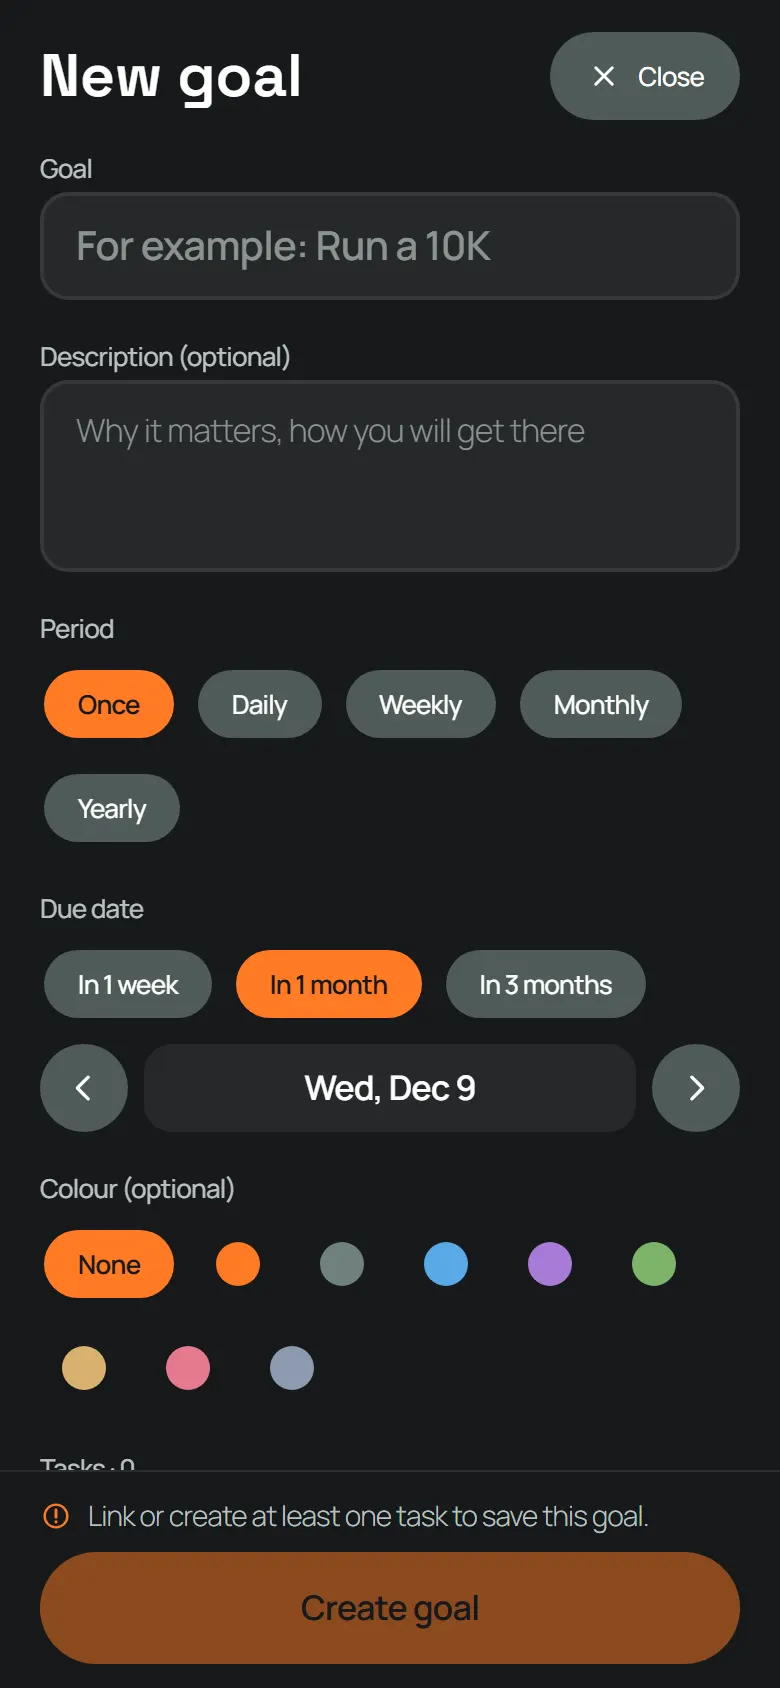 New goal
Close
Goal
For example: Run a 10K
Description (optional)
Why it matters, how you will get there
Period
Once Daily Weekly Monthly
Yearly
Due date
In 1 week In 1 month In 3 months
Wed, Dec 9
Colour (optional)
None
Tasks · 0
Link or create at least one task to save this goal.
Create goal